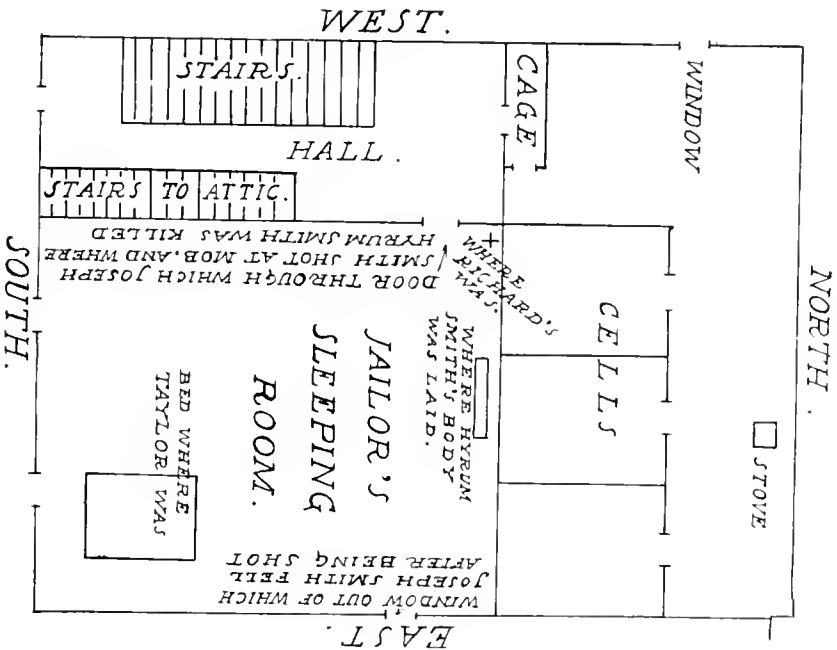 WEST.
STAIRS.
CAGE
WINDOW
HALL.
STAIRS TO ATTIC.
DOOR THROUGH WHICH JOSEPH
SMITH SHOT AT MOB. AND WHERE
HYRUM SMITH WAS KILLED
WHERE
RICHARD'S
WAS.
SOUTH.
NORTH.
CELLS
WHERE HYRUM
SMITH'S BODY
WAS LAID.
JAILOR'S
SLEEPING
ROOM.
BED WHERE
TAYLOR WAS
STOVE
WINDOW OUT OF WHICH
JOSEPH SMITH FELL
AFTER BEING SHOT
EAST.